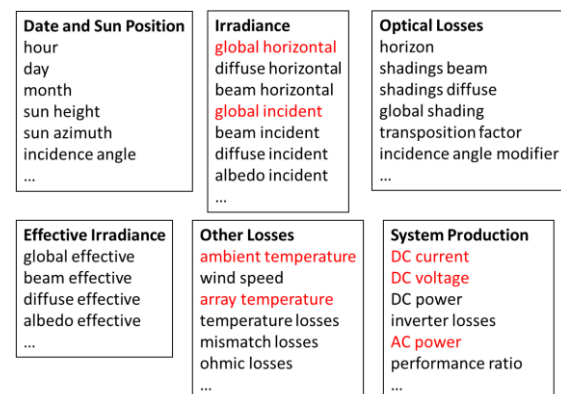 Date and Sun Position
hour
day
month
sun height
sun azimuth
incidence angle
...
Irradiance
global horizontal
diffuse horizontal
beam horizontal
global incident
beam incident
diffuse incident
albedo incident
...
Optical Losses
horizon
shadings beam
shadings diffuse
global shading
transposition factor
incidence angle modifier
...
Effective Irradiance
global effective
beam effective
diffuse effective
albedo effective
...
Other Losses
ambient temperature
wind speed
array temperature
temperature losses
mismatch losses
ohmic losses
...
System Production
DC current
DC voltage
DC power
inverter losses
AC power
performance ratio
...